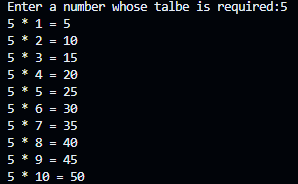 Enter a number whose talbe is required:5
5 * 1 = 5
5 * 2 = 10
5 * 3 = 15
5 * 4 = 20
5 * 5 = 25
5 * 6 = 30
5 * 7 = 35
5 * 8 = 40
5 * 9 = 45
5 * 10 = 50